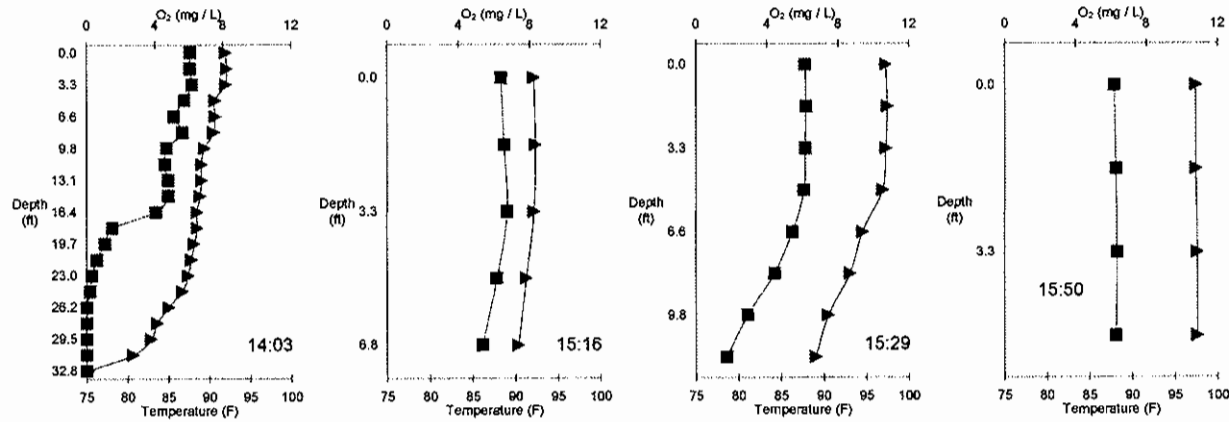 O₂ (mg / L)
0 4 8 12
0.0
3.3
6.6
9.8
13.1
16.4
19.7
23.0
26.2
29.5
32.8
Depth
(ft)
14:03
75 80 85 90 95 100
Temperature (F)
O₂ (mg / L)
0 4 8 12
0.0
3.3
6.8
Depth
(ft)
15:16
75 80 85 90 95 100
Temperature (F)
O₂ (mg / L)
0 4 8 12
0.0
3.3
6.6
9.8
Depth
(ft)
15:29
75 80 85 90 95 100
Temperature (F)
O₂ (mg / L)
0 4 8 12
0.0
3.3
Depth
(ft)
15:50
75 80 85 90 95 100
Temperature (F)